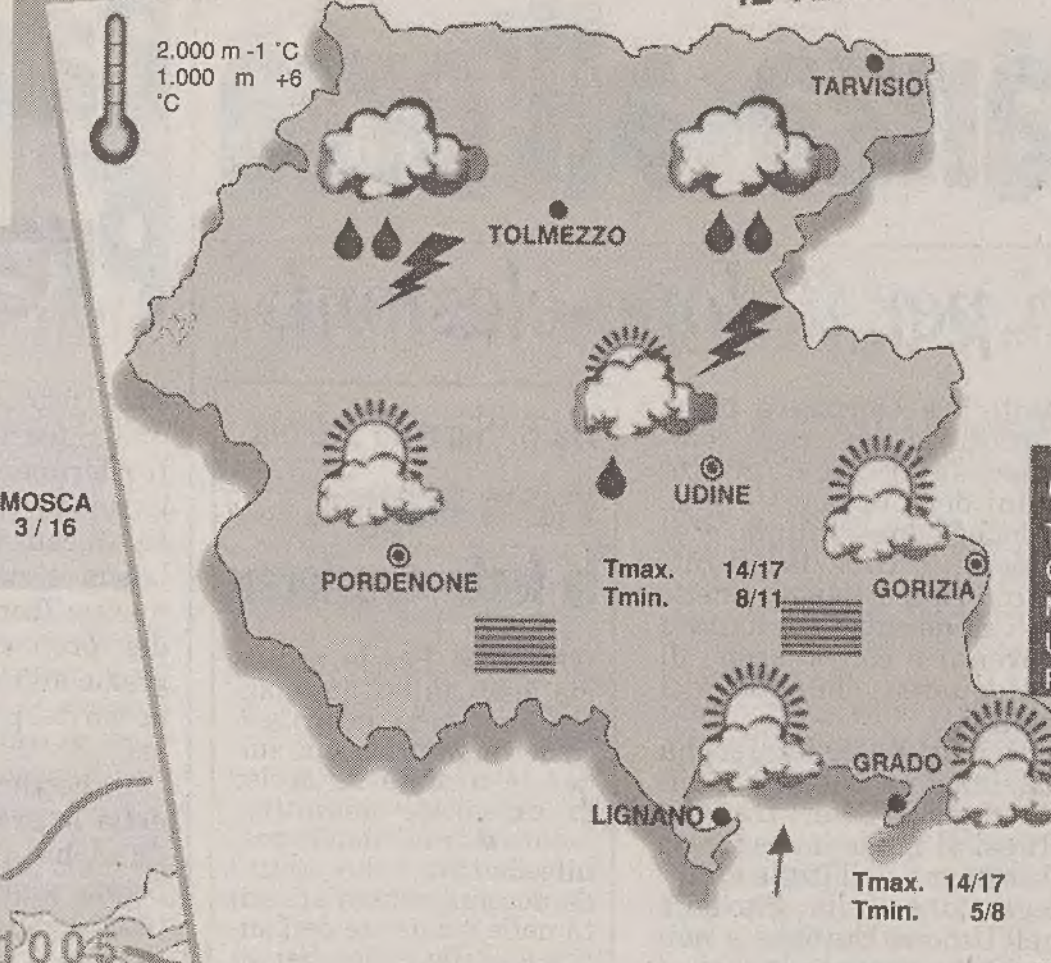 2.000 m -1 °C
1.000 m +6
°C
TARVISIO
TOLMEZZO
MOSCA
3 / 16
UDINE
PORDENONE
Tmax. 14/17
Tmin. 8/11
GORIZIA
GRADO
LIGNANO
Tmax. 14/17
Tmin. 5/8
1005